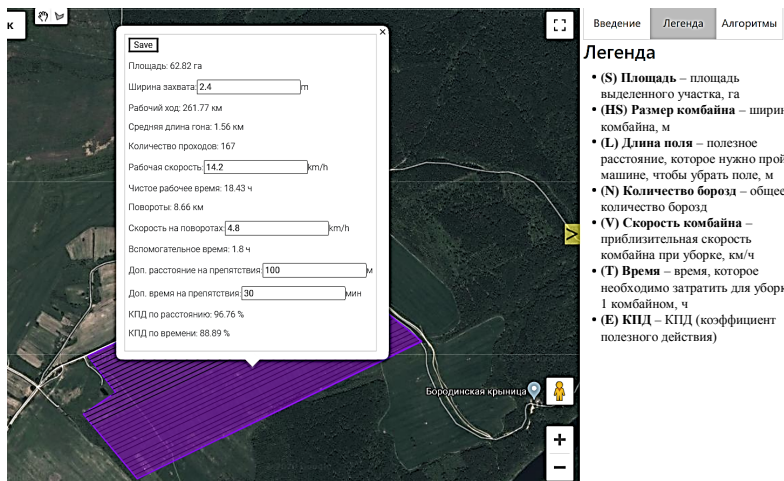 к
Save
Площадь: 62.82 га
Ширина захвата: 2.4 m
Рабочий ход: 261.77 км
Средняя длина гона: 1.56 км
Количество проходов: 167
Рабочая скорость: 14.2 km/h
Чистое рабочее время: 18.43 ч
Повороты: 8.66 км
Скорость на поворотах: 4.8 km/h
Вспомогательное время: 1.8 ч
Доп. расстояние на препятствия: 100 м
Доп. время на препятствия: 30 мин
КПД по расстоянию: 96.76 %
КПД по времени: 88.89 %
Бородинская крыница
Введение Легенда Алгоритмы
Легенда
• (S) Площадь – площадь
выделенного участка, га
• (HS) Размер комбайна – ширин
комбайна, м
• (L) Длина поля – полезное
расстояние, которое нужно прой
машине, чтобы убрать поле, м
• (N) Количество борозд – общее
количество борозд
• (V) Скорость комбайна –
приблизительная скорость
комбайна при уборке, км/ч
• (T) Время – время, которое
необходимо затратить для уборк
1 комбайном, ч
• (E) КПД – КПД (коэффициент
полезного действия)